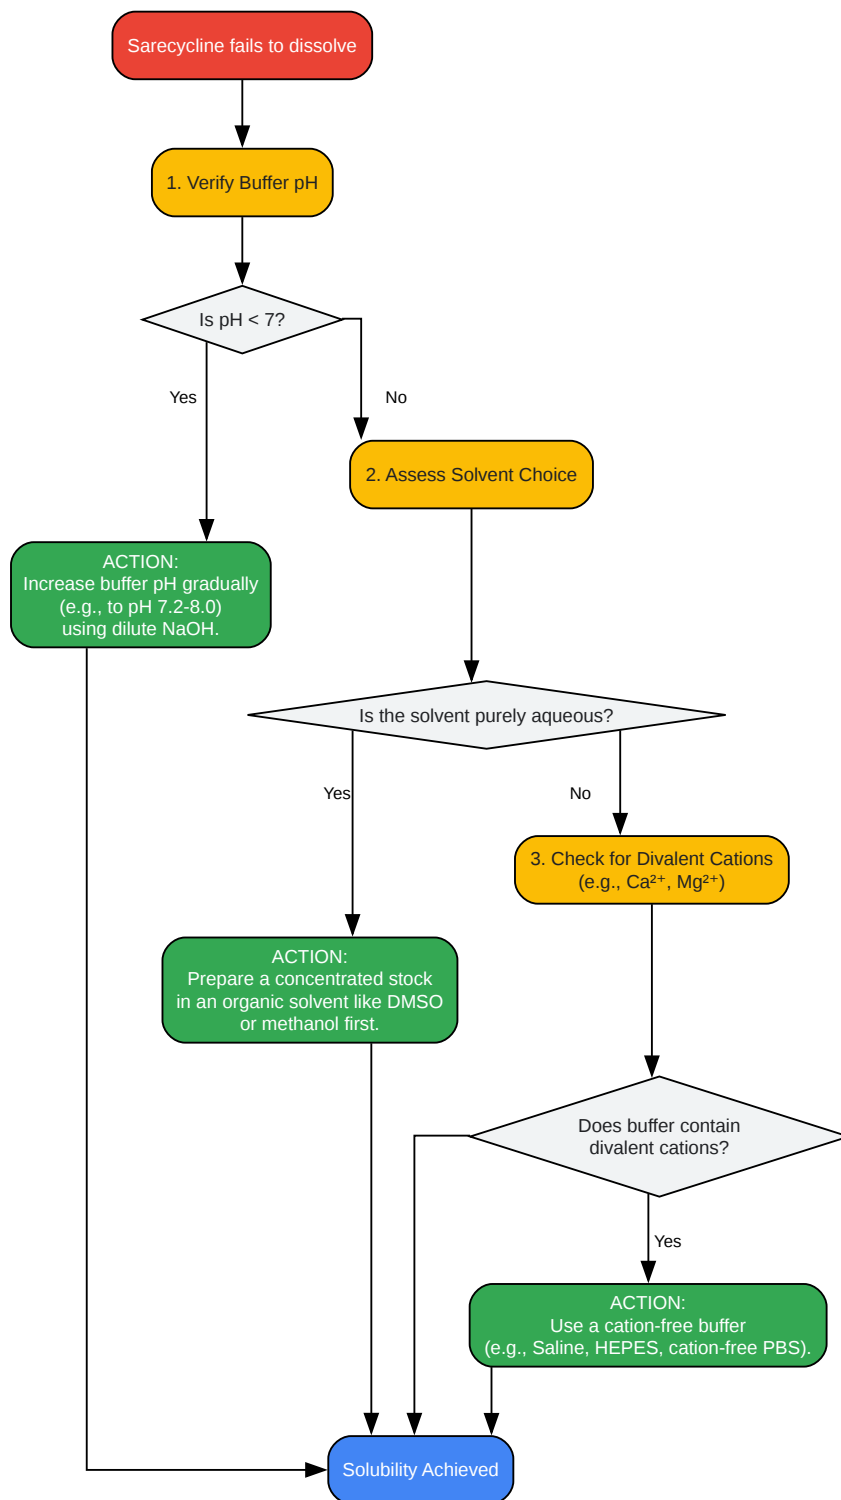 Sarecycline fails to dissolve
1. Verify Buffer pH
Is pH < 7?
Yes
No
2. Assess Solvent Choice
ACTION:
Increase buffer pH gradually
(e.g., to pH 7.2-8.0)
using dilute NaOH.
Is the solvent purely aqueous?
Yes
No
3. Check for Divalent Cations
(e.g., Ca²⁺, Mg²⁺)
ACTION:
Prepare a concentrated stock
in an organic solvent like DMSO
or methanol first.
Does buffer contain
divalent cations?
Yes
ACTION:
Use a cation-free buffer
(e.g., Saline, HEPES, cation-free PBS).
Solubility Achieved